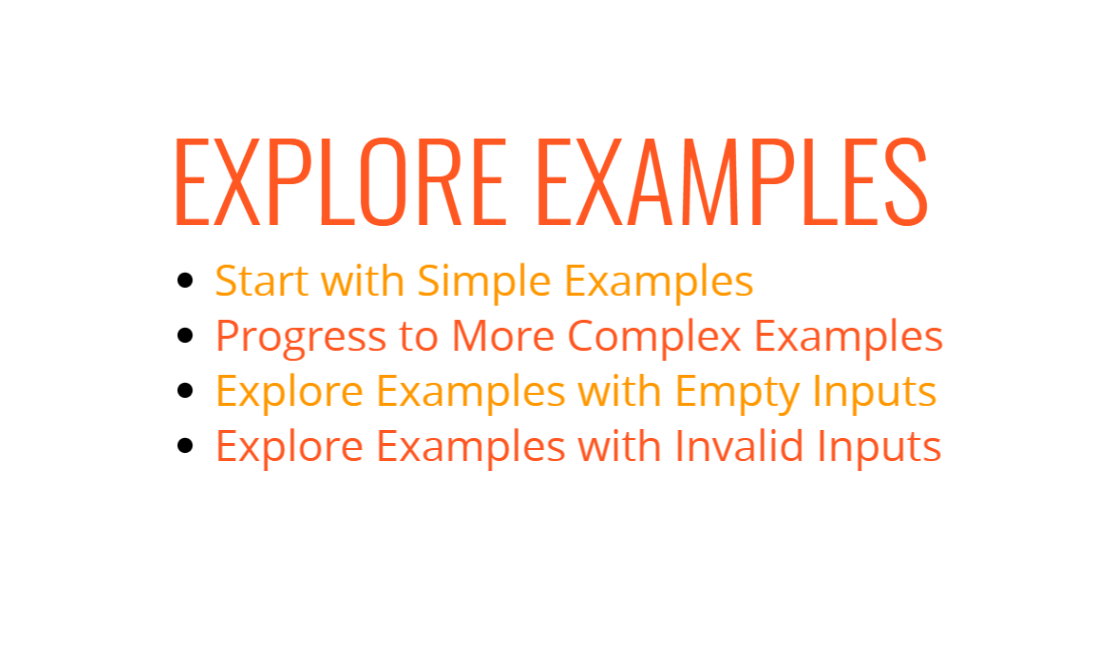 EXPLORE EXAMPLES
• Start with Simple Examples
• Progress to More Complex Examples
• Explore Examples with Empty Inputs
• Explore Examples with Invalid Inputs